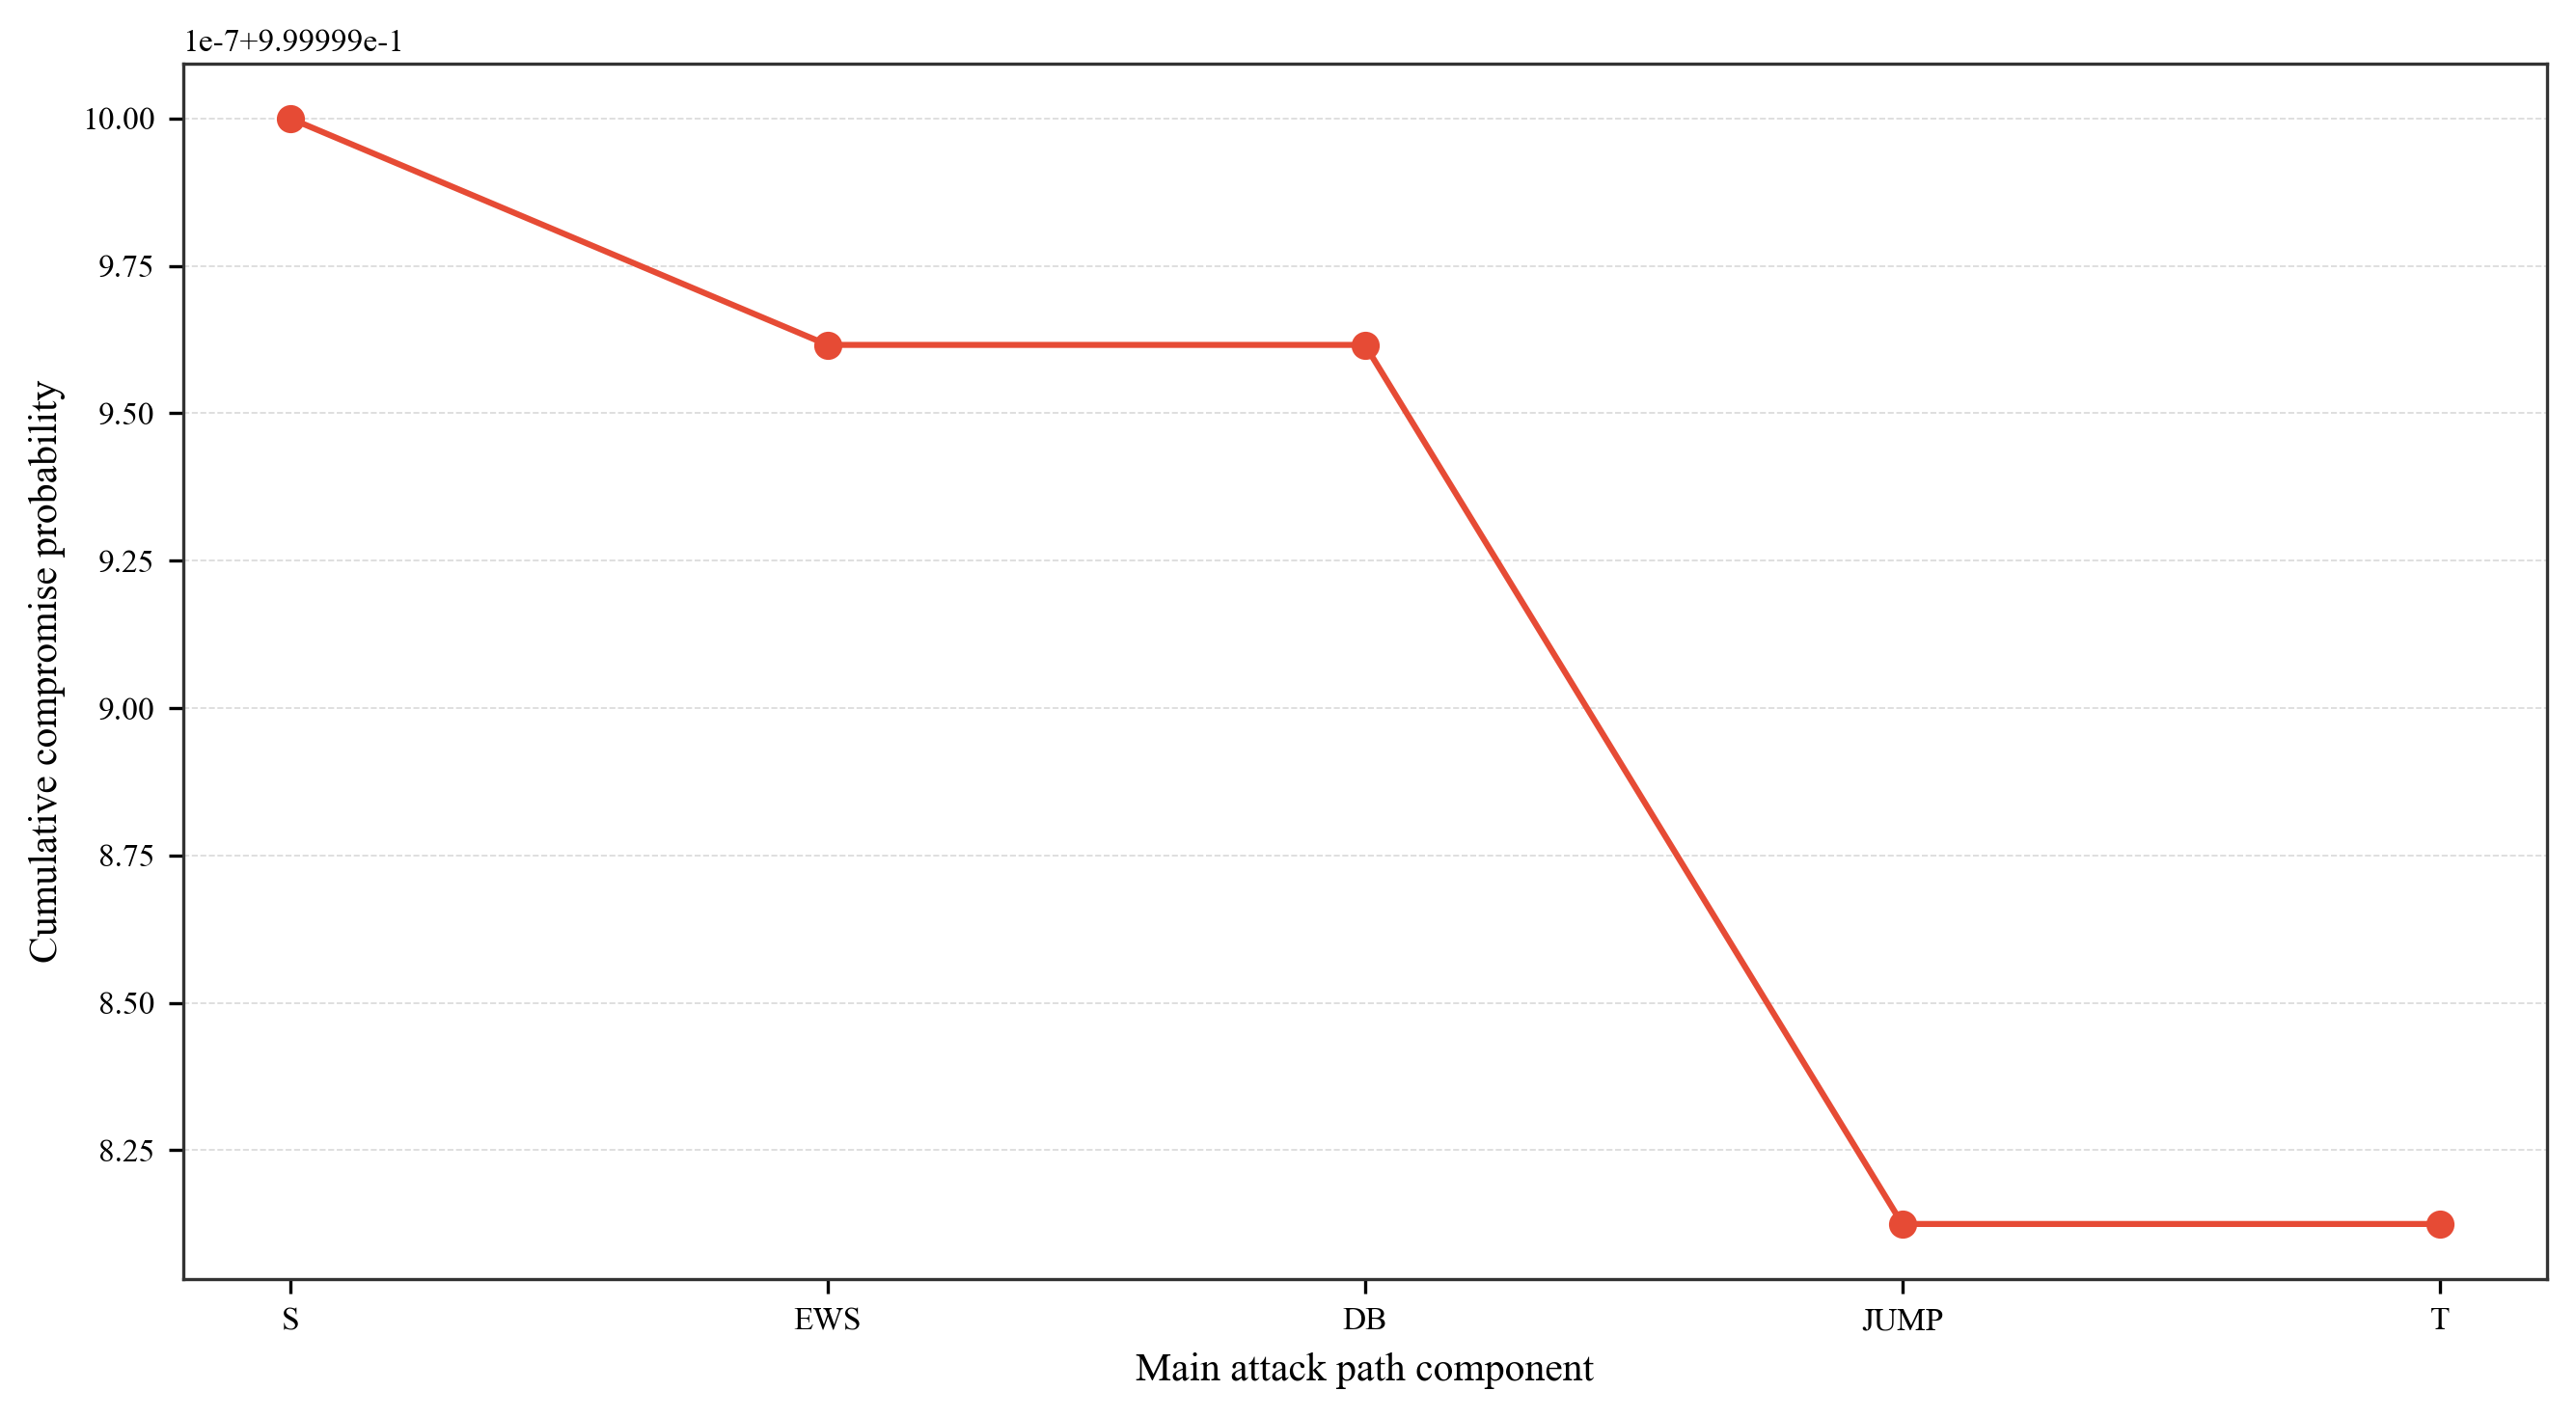 1e-7+9.99999e-1
10.00
9.75
9.50
9.25
9.00
8.75
8.50
8.25
Cumulative compromise probability
S
EWS
DB
JUMP
T
Main attack path component